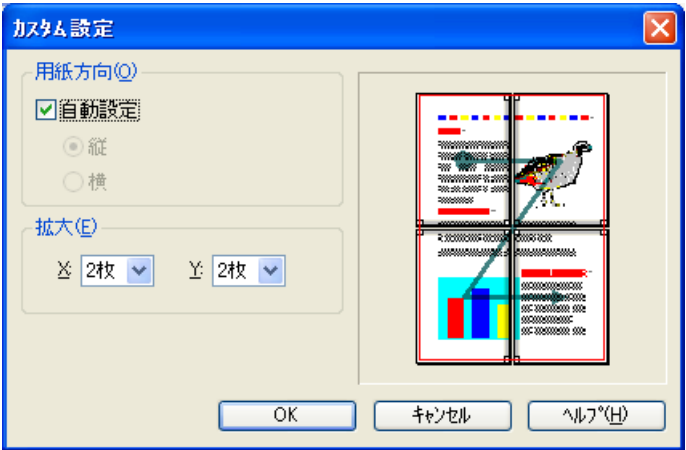 カスタム設定
用紙方向(O)
自動設定
縦
横
拡大(E)
X: 2枚 Y: 2枚
OK ｷｬﾝｾﾙ ﾍﾙﾌﾟ(H)